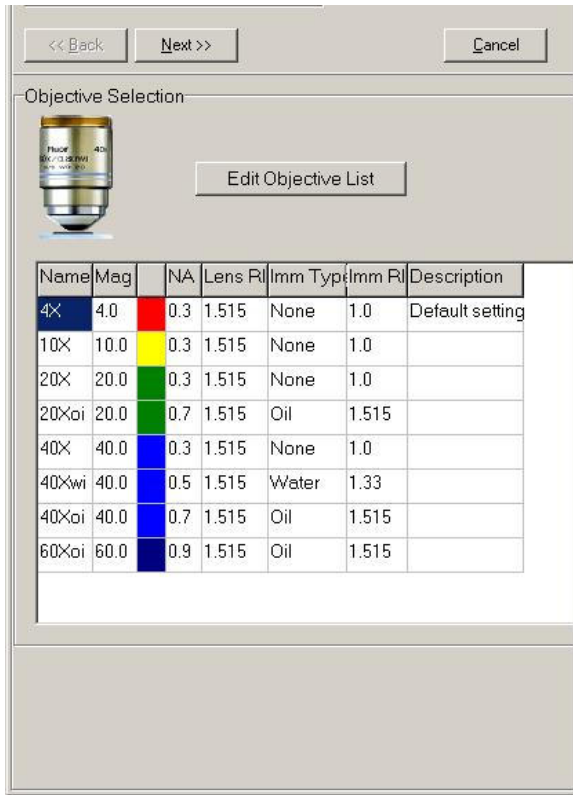 << Back Next >> Cancel
Objective Selection
Fluor 40x
Edit Objective List
Name Mag NA Lens RI Imm Type Imm RI Description
4X 4.0 0.3 1.515 None 1.0 Default setting
10X 10.0 0.3 1.515 None 1.0
20X 20.0 0.3 1.515 None 1.0
20Xoi 20.0 0.7 1.515 Oil 1.515
40X 40.0 0.3 1.515 None 1.0
40Xwi 40.0 0.5 1.515 Water 1.33
40Xoi 40.0 0.7 1.515 Oil 1.515
60Xoi 60.0 0.9 1.515 Oil 1.515